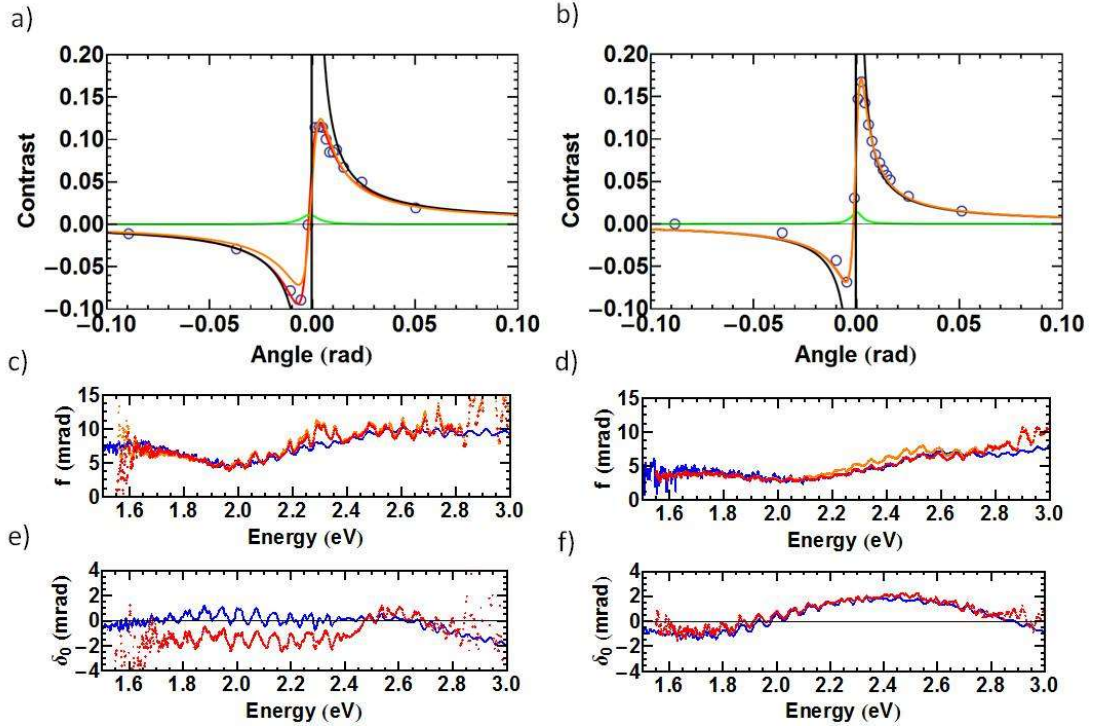 a)
b)
0.20
0.15
0.10
0.05
0.00
−0.05
−0.10
Contrast
−0.10 −0.05 0.00 0.05 0.10
Angle (rad)
0.20
0.15
0.10
0.05
0.00
−0.05
−0.10
Contrast
−0.10 −0.05 0.00 0.05 0.10
Angle (rad)
c)
d)
15
10
5
0
f (mrad)
1.6 1.8 2.0 2.2 2.4 2.6 2.8 3.0
Energy (eV)
15
10
5
0
f (mrad)
1.6 1.8 2.0 2.2 2.4 2.6 2.8 3.0
Energy (eV)
e)
f)
4
2
0
−2
−4
δ0 (mrad)
1.6 1.8 2.0 2.2 2.4 2.6 2.8 3.0
Energy (eV)
4
2
0
−2
−4
δ0 (mrad)
1.6 1.8 2.0 2.2 2.4 2.6 2.8 3.0
Energy (eV)